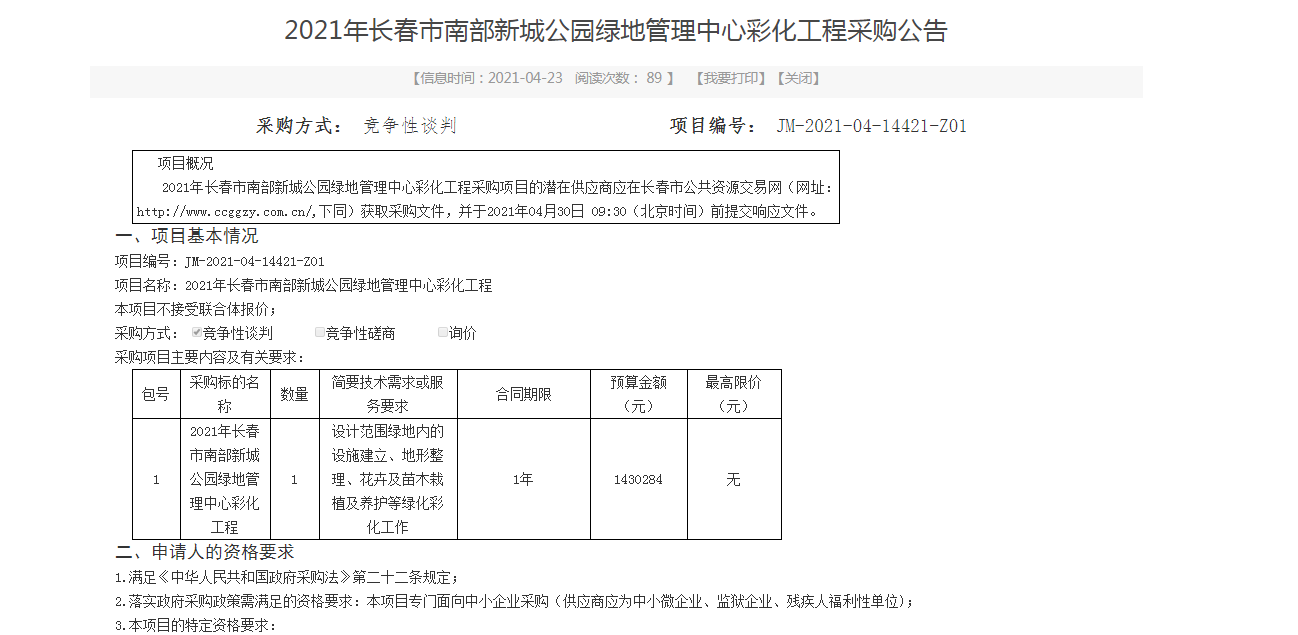 2021年长春市南部新城公园绿地管理中心彩化工程采购公告
【信息时间：2021-04-23 阅读次数： 89 】 【我要打印】【关闭】
采购方式： 竞争性谈判 项目编号： JM-2021-04-14421-Z01
项目概况
2021年长春市南部新城公园绿地管理中心彩化工程采购项目的潜在供应商应在长春市公共资源交易网（网址：
http://www.ccggzy.com.cn/,下同）获取采购文件，并于2021年04月30日 09:30（北京时间）前提交响应文件。
一、项目基本情况
项目编号：JM-2021-04-14421-Z01
项目名称：2021年长春市南部新城公园绿地管理中心彩化工程
本项目不接受联合体报价；
采购方式： 竞争性谈判 竞争性磋商 询价
采购项目主要内容及有关要求：
包号
采购标的名
称
数量
简要技术需求或服
务要求
合同期限
预算金额
（元）
最高限价
（元）
1
2021年长春
市南部新城
公园绿地管
理中心彩化
工程
1
设计范围绿地内的
设施建立、地形整
理、花卉及苗木栽
植及养护等绿化彩
化工作
1年
1430284
无
二、申请人的资格要求
1.满足《中华人民共和国政府采购法》第二十二条规定；
2.落实政府采购政策需满足的资格要求：本项目专门面向中小企业采购（供应商应为中小微企业、监狱企业、残疾人福利性单位）；
3.本项目的特定资格要求：